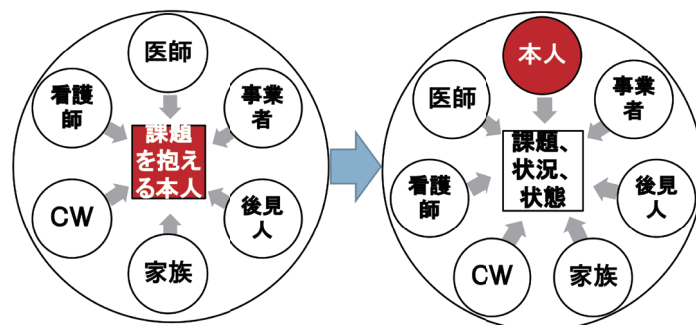 医師
看護
師
事業
者
課題
を抱え
る本人
CW
後見
人
家族
本人
医師
事業
者
課題、
状況、
状態
看護
師
後見
人
CW
家族